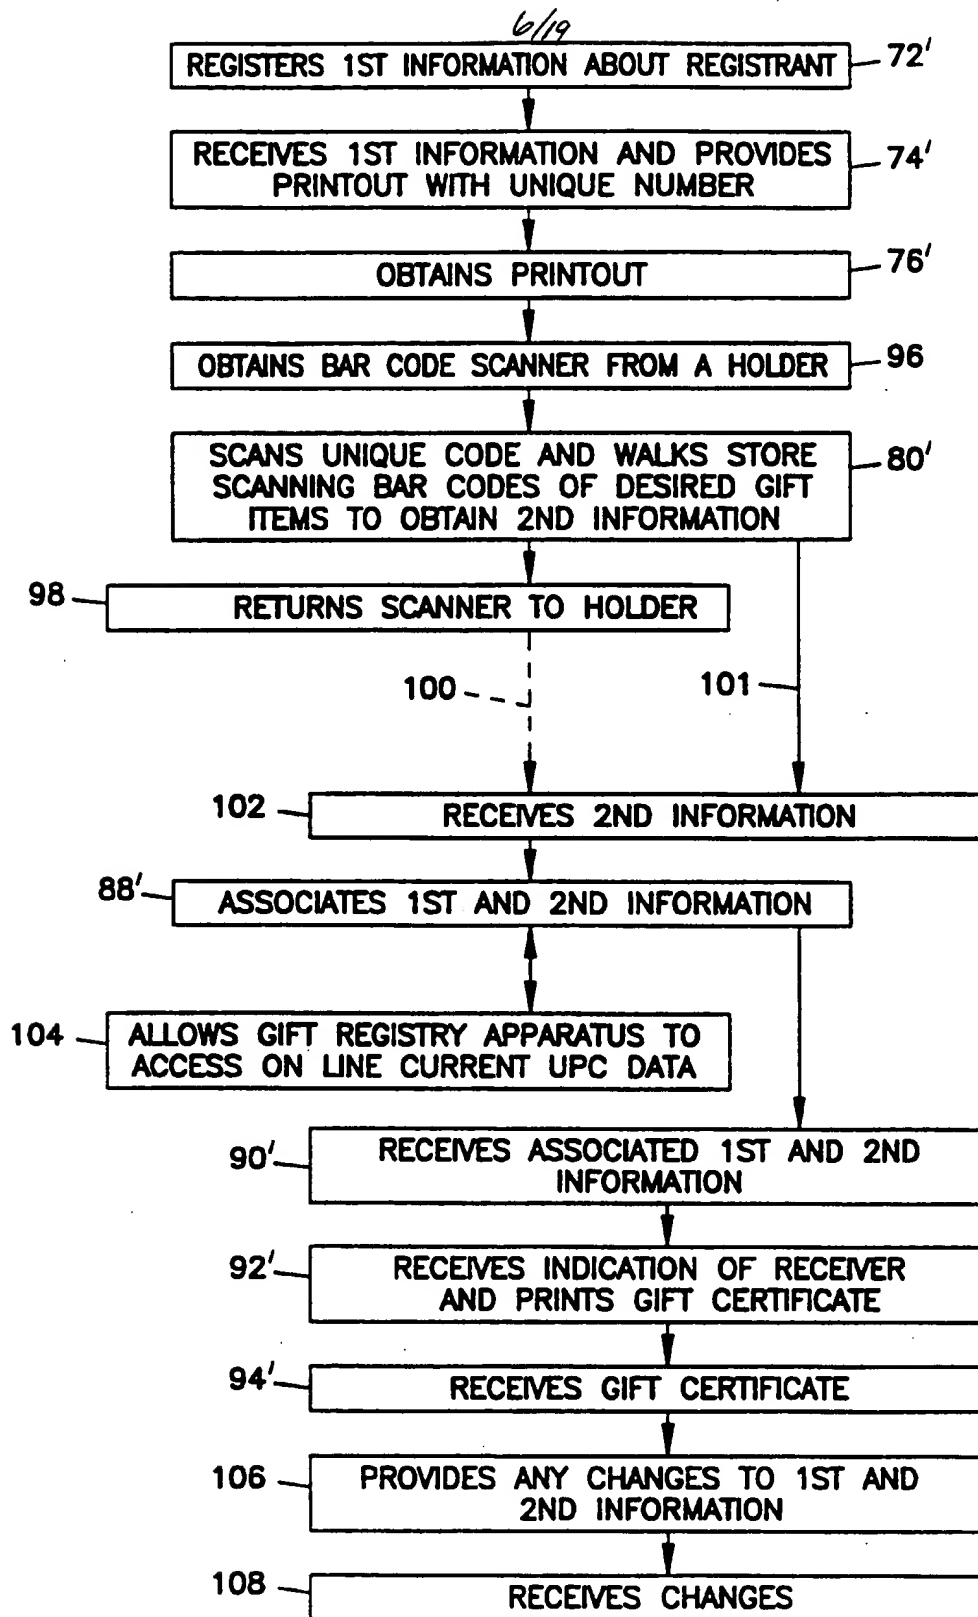 6/19
REGISTERS 1ST INFORMATION ABOUT REGISTRANT 72'
RECEIVES 1ST INFORMATION AND PROVIDES 74'
PRINTOUT WITH UNIQUE NUMBER
OBTAINS PRINTOUT 76'
OBTAINS BAR CODE SCANNER FROM A HOLDER 96
SCANS UNIQUE CODE AND WALKS STORE 80'
SCANNING BAR CODES OF DESIRED GIFT
ITEMS TO OBTAIN 2ND INFORMATION
98 RETURNS SCANNER TO HOLDER
100 101
102 RECEIVES 2ND INFORMATION
88' ASSOCIATES 1ST AND 2ND INFORMATION
104 ALLOWS GIFT REGISTRY APPARATUS TO
ACCESS ON LINE CURRENT UPC DATA
90' RECEIVES ASSOCIATED 1ST AND 2ND
INFORMATION
92' RECEIVES INDICATION OF RECEIVER
AND PRINTS GIFT CERTIFICATE
94' RECEIVES GIFT CERTIFICATE
106 PROVIDES ANY CHANGES TO 1ST AND
2ND INFORMATION
108 RECEIVES CHANGES